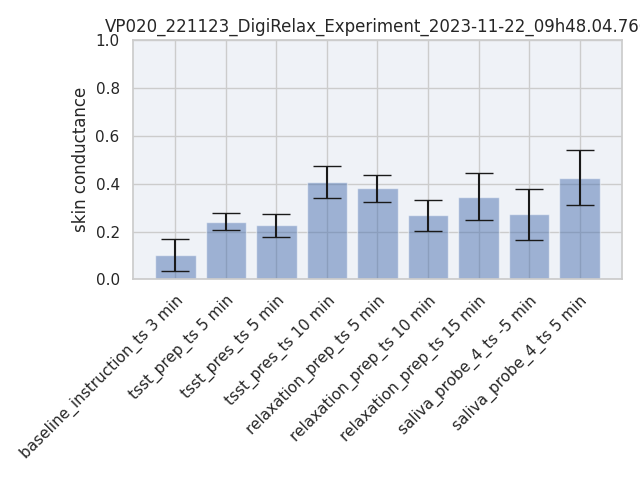 VP020_221123_DigiRelax_Experiment_2023-11-22_09h48.04.76
1.0
0.8
0.6
0.4
0.2
0.0
skin conductance
baseline_instruction_ts 3 min
tsst_prep_ts 5 min
tsst_pres_ts 5 min
tsst_pres_ts 10 min
relaxation_prep_ts 5 min
relaxation_prep_ts 10 min
relaxation_prep_ts 15 min
saliva_probe_4_ts -5 min
saliva_probe_4_ts 5 min